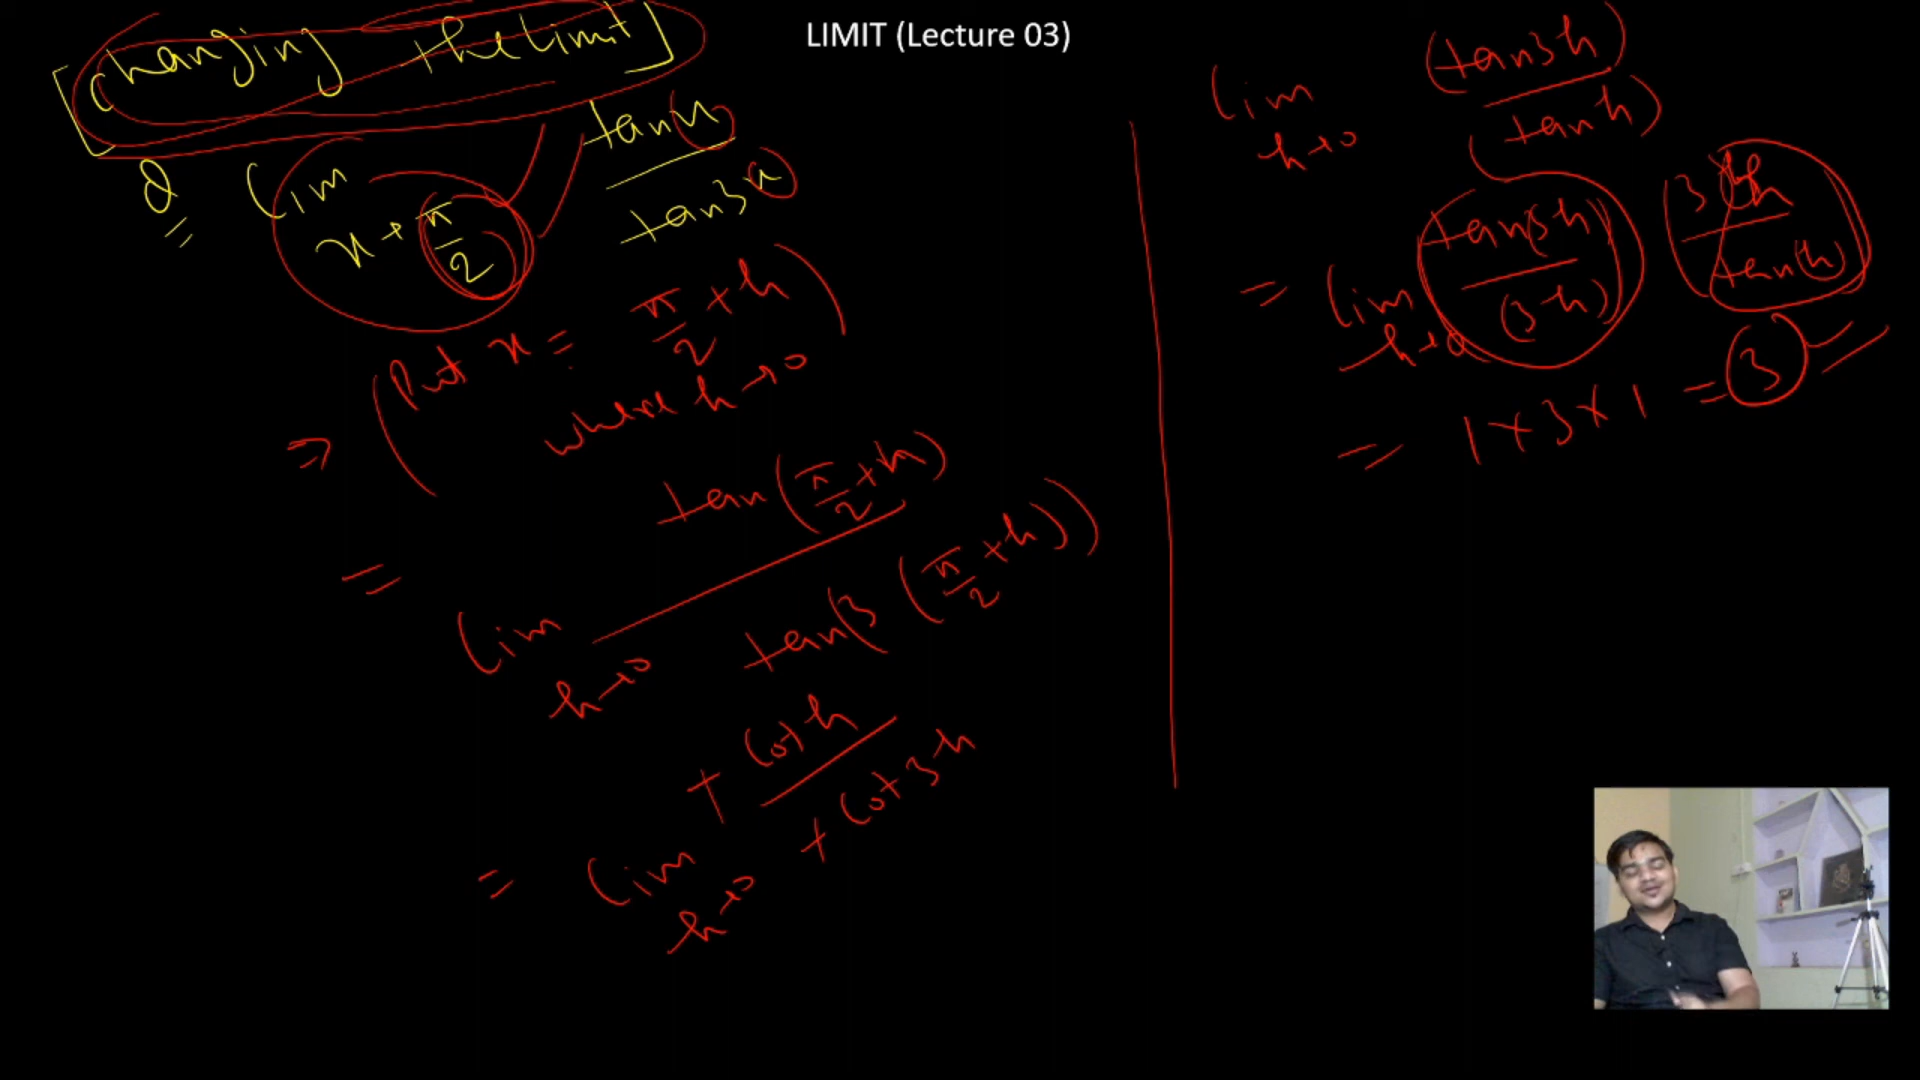 LIMIT (Lecture 03)
[Changing the limit]
Q = lim x→π/2 tan x / tan 3x
⇒ (Put x = π/2 + h)
where h→0
= lim h→0 tan(π/2 + h) / tan(3(π/2 + h))
= lim h→0 + cot h / + cot 3h
lim h→0 (tan 3h) / (tan h)
= lim h→0 tan(3h) / (3h) 3h / tan(h)
= 1 × 3 × 1 = 3